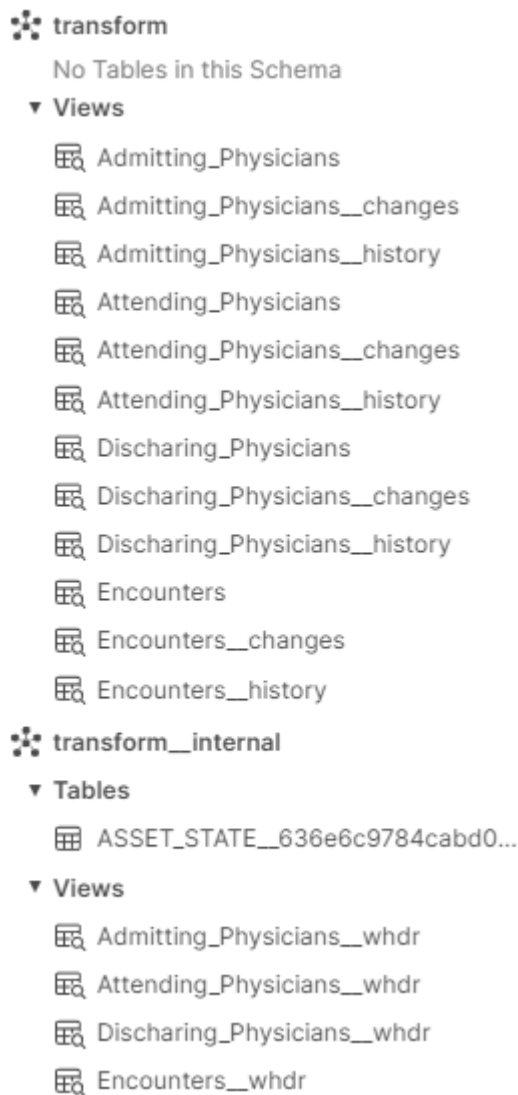 transform
No Tables in this Schema
Views
Admitting_Physicians
Admitting_Physicians__changes
Admitting_Physicians__history
Attending_Physicians
Attending_Physicians__changes
Attending_Physicians__history
Discharing_Physicians
Discharing_Physicians__changes
Discharing_Physicians__history
Encounters
Encounters__changes
Encounters__history
transform__internal
Tables
ASSET_STATE__636e6c9784cabd0...
Views
Admitting_Physicians__whdr
Attending_Physicians__whdr
Discharing_Physicians__whdr
Encounters__whdr